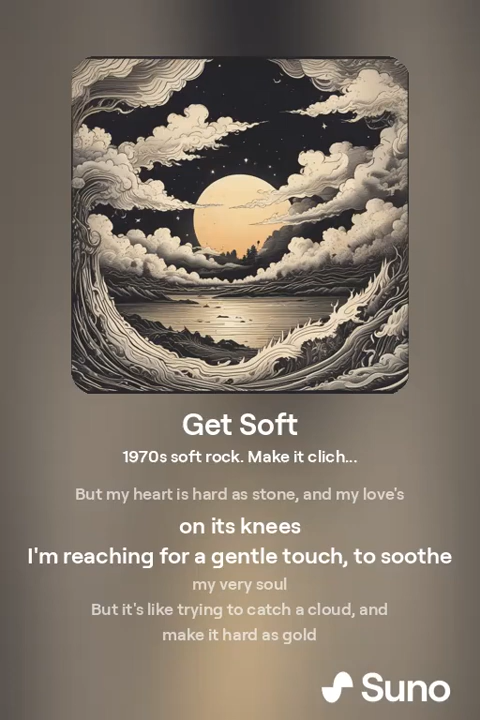 Get Soft
1970s soft rock. Make it clich...
But my heart is hard as stone, and my love's
on its knees
I'm reaching for a gentle touch, to soothe
my very soul
But it's like trying to catch a cloud, and
make it hard as gold
Suno